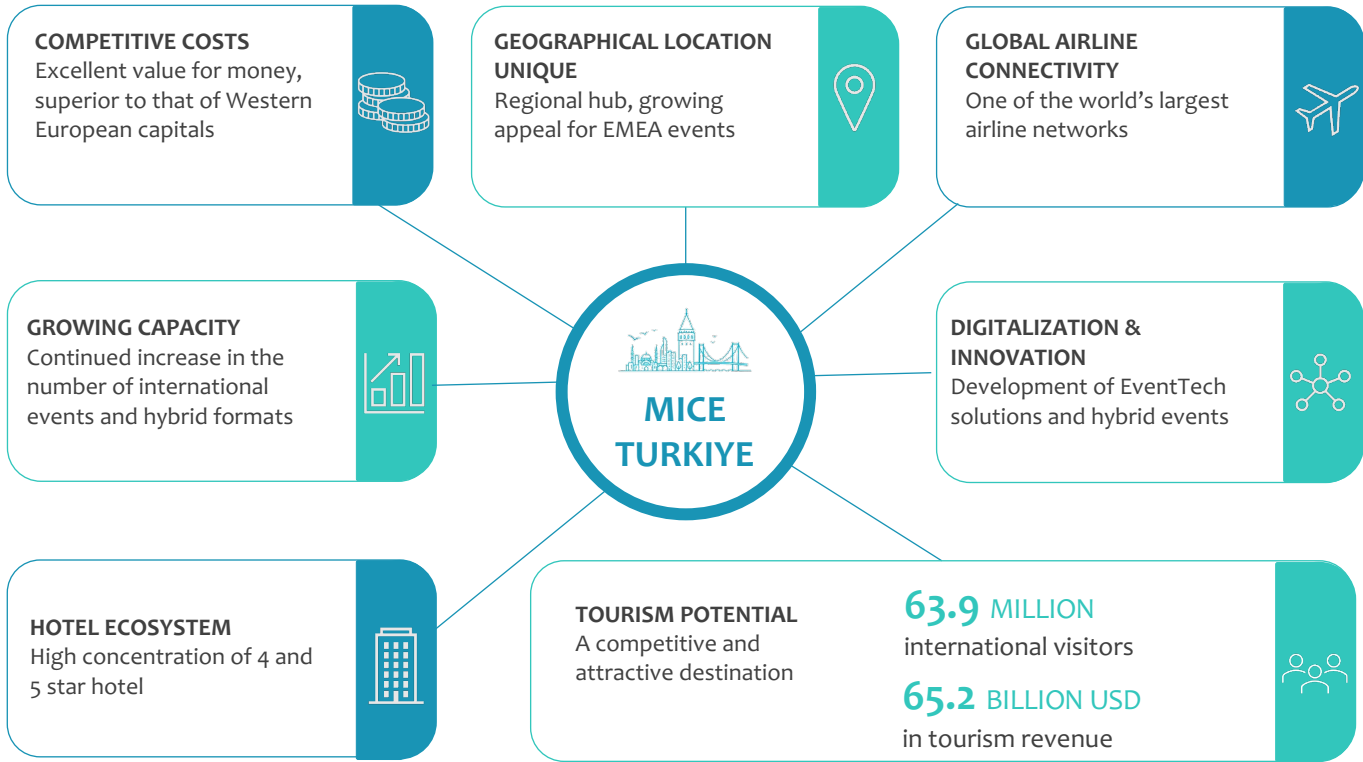 COMPETITIVE COSTS
Excellent value for money,
superior to that of Western
European capitals
GEOGRAPHICAL LOCATION
UNIQUE
Regional hub, growing
appeal for EMEA events
GLOBAL AIRLINE
CONNECTIVITY
One of the world’s largest
airline networks
GROWING CAPACITY
Continued increase in the
number of international
events and hybrid formats
MICE
TURKIYE
DIGITALIZATION &
INNOVATION
Development of EventTech
solutions and hybrid events
HOTEL ECOSYSTEM
High concentration of 4 and
5 star hotel
TOURISM POTENTIAL
A competitive and
attractive destination
63.9 MILLION
international visitors
65.2 BILLION USD
in tourism revenue